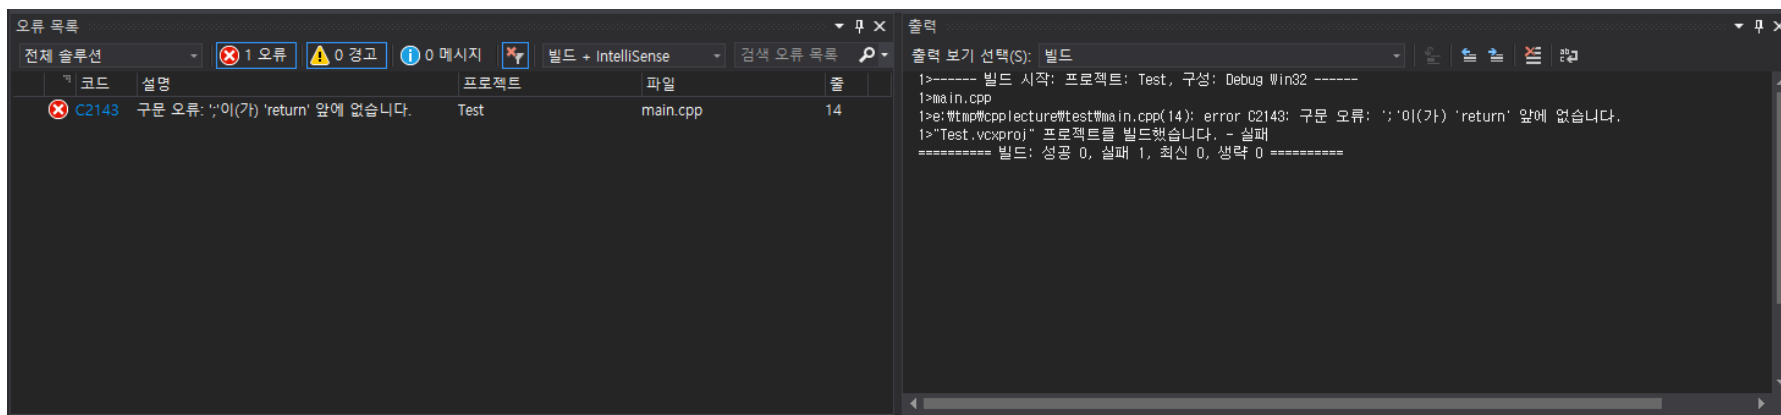 오류 목록
전체 솔루션 1 오류 0 경고 0 메시지 빌드 + IntelliSense 검색 오류 목록
코드 설명 프로젝트 파일 줄
C2143 구문 오류: ';'이(가) 'return' 앞에 없습니다. Test main.cpp 14
출력
출력 보기 선택(S): 빌드
1>------ 빌드 시작: 프로젝트: Test, 구성: Debug Win32 ------
1>main.cpp
1>e:₩tmp₩cpplecture₩test₩main.cpp(14): error C2143: 구문 오류: ';'이(가) 'return' 앞에 없습니다.
1>"Test.vcxproj" 프로젝트를 빌드했습니다. - 실패
========== 빌드: 성공 0, 실패 1, 최신 0, 생략 0 ==========